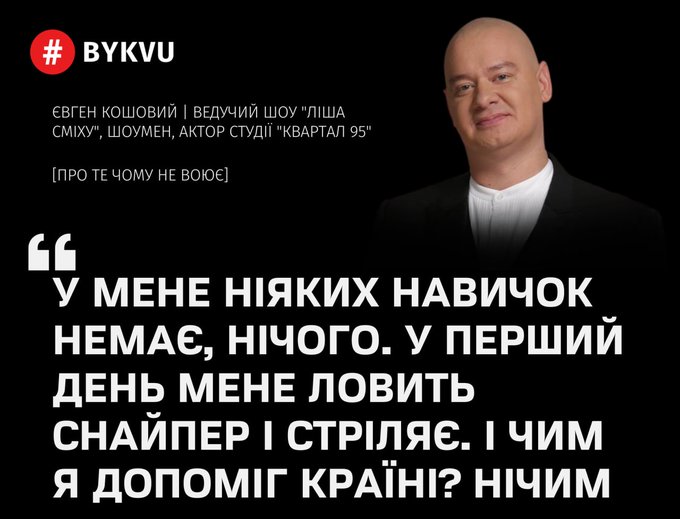 # BYKVU
ЄВГЕН КОШОВИЙ | ВЕДУЧИЙ ШОУ "ЛІША
СМІХУ", ШОУМЕН, АКТОР СТУДІЇ "КВАРТАЛ 95"
[ПРО ТЕ ЧОМУ НЕ ВОЮЄ]
“
У МЕНЕ НІЯКИХ НАВИЧОК
НЕМАЄ, НІЧОГО. У ПЕРШИЙ
ДЕНЬ МЕНЕ ЛОВИТЬ
СНАЙПЕР І СТРІЛЯЄ. І ЧИМ
Я ДОПОМІГ КРАЇНІ? НІЧИМ